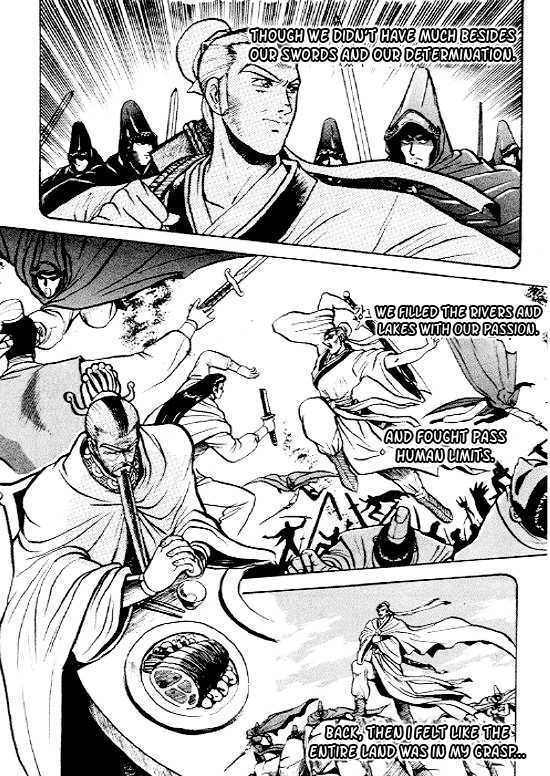 THOUGH WE DIDN'T HAVE MUCH BESIDES
OUR SWORDS AND OUR DETERMINATION.
WE FILLED THE RIVERS AND
LAKES WITH OUR PASSION.
AND FOUGHT PASS
HUMAN LIMITS.
BACK, THEN I FELT LIKE THE
ENTIRE LAND WAS IN MY GRASP...